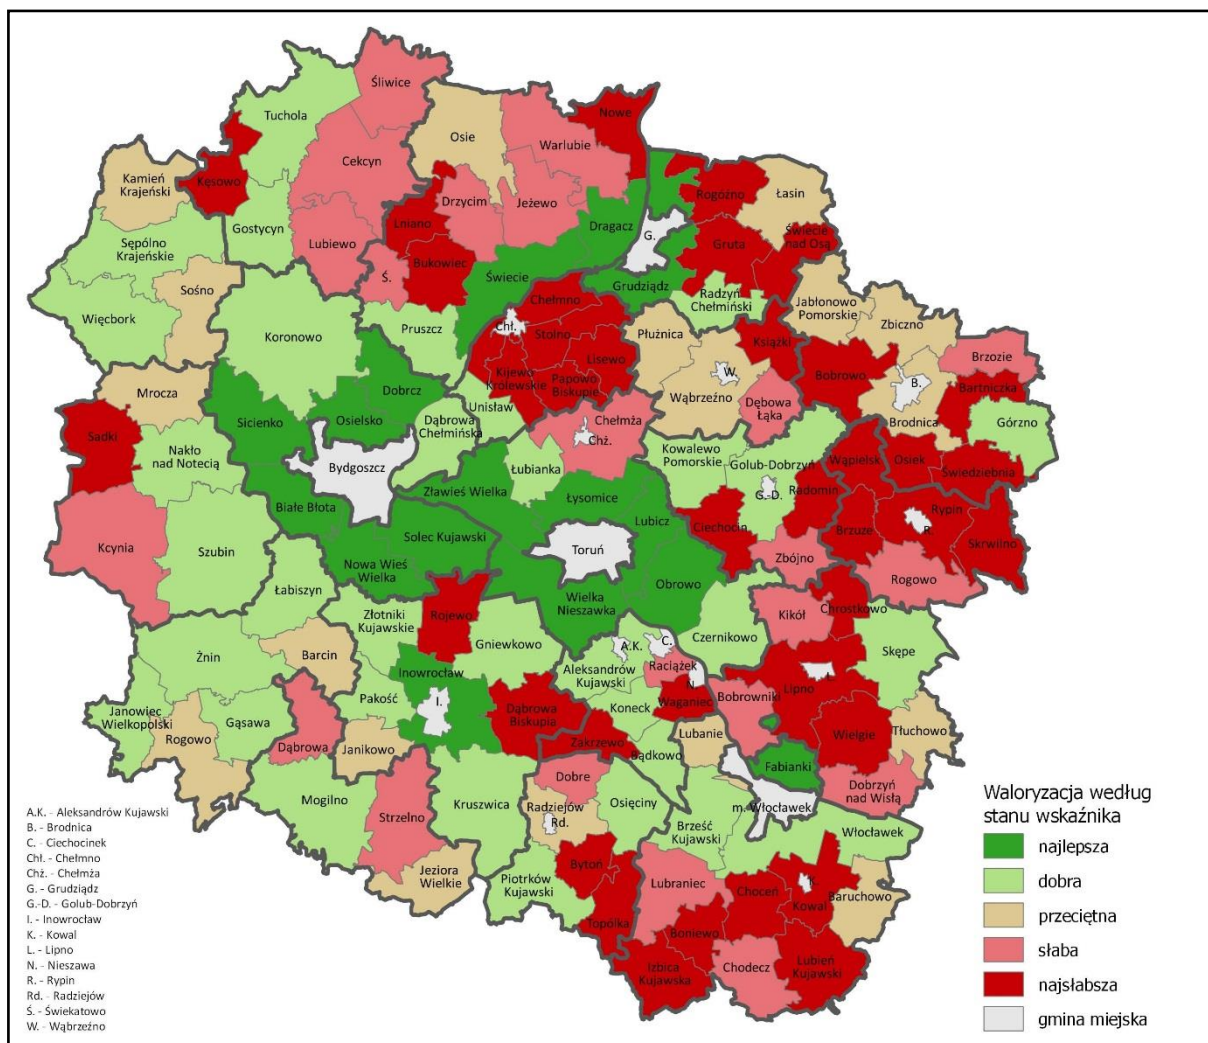 Śliwice
Tuchola
Nowe
Osie
Warlubie
Cekcyn
Kamień
Krajeński
Kęsowo
Rogóźno
Łasin
Drzycim
Jeżewo
Lniano
Dragacz
Gostycyn
G.
Świecie
nad Osą
Gruta
Sępólno
Krajeńskie
Lubiewo
Bukowiec
Ś.
Świecie
Grudziądz
Radzyń
Chełmiński
Sośno
Chełmno
Jabłonowo
Pomorskie
Zbiczno
Więcbork
Koronowo
Pruszcz
Chł.
Stolno
Płużnica
Książki
Lisewo
Brzozie
Kijewo
Królewskie
Papowo
Biskupie
W.
Bobrowo
B.
Bartniczka
Mrocza
Dobrcz
Wąbrzeźno
Dębowa
Łąka
Unisław
Brodnica
Górzno
Sicienko
Osielsko
Dąbrowa
Chełmińska
Chełmża
Chż.
Sadki
Nakło
nad Notecią
Bydgoszcz
Łubianka
Kowalewo
Pomorskie
Golub-Dobrzyń
Wąpielsk
Osiek
Świedziebnia
G.-D.
Radomin
Zławieś Wielka
Łysomice
Białe Błota
Lubicz
Ciechocin
Rypin
R.
Brzuze
Skrwilno
Kcynia
Szubin
Solec Kujawski
Toruń
Nowa Wieś
Wielka
Zbójno
Rogowo
Obrowo
Łabiszyn
Wielka
Nieszawka
Złotniki
Kujawskie
Rojewo
Kikół
Chrostkowo
Gniewkowo
Czernikowo
A.K.
C.
Skępe
Żnin
Barcin
Inowrocław
Aleksandrów
Kujawski
Raciążek
N.
L.
Lipno
Waganiec
Bobrowniki
I.
Pakość
Koneck
Janowiec
Wielkopolski
Rogowo
Gąsawa
Dąbrowa
Biskupia
Dąbrowa
Janikowo
Zakrzewo
Lubanie
Wielgie
Tłuchowo
Bądkowo
Fabianki
Dobre
Dobrzyń
nad Wisłą
Mogilno
Kruszwica
Radziejów
Rd.
Osięciny
m. Włocławek
Strzelno
Brześć
Kujawski
Włocławek
Bytoń
Jeziora
Wielkie
Piotrków
Kujawski
Lubraniec
Choceń
K.
Kowal
Baruchowo
Topólka
Boniewo
Izbica
Kujawska
Chodecz
Lubień
Kujawski
A.K. - Aleksandrów Kujawski
B. - Brodnica
C. - Ciechocinek
Chł. - Chełmno
Chż. - Chełmża
G. - Grudziądz
G.-D. - Golub-Dobrzyń
I. - Inowrocław
K. - Kowal
L. - Lipno
N. - Nieszawa
R. - Rypin
Rd. - Radziejów
Ś. - Świekatowo
W. - Wąbrzeźno
Waloryzacja według
stanu wskaźnika
najlepsza
dobra
przeciętna
słaba
najsłabsza
gmina miejska